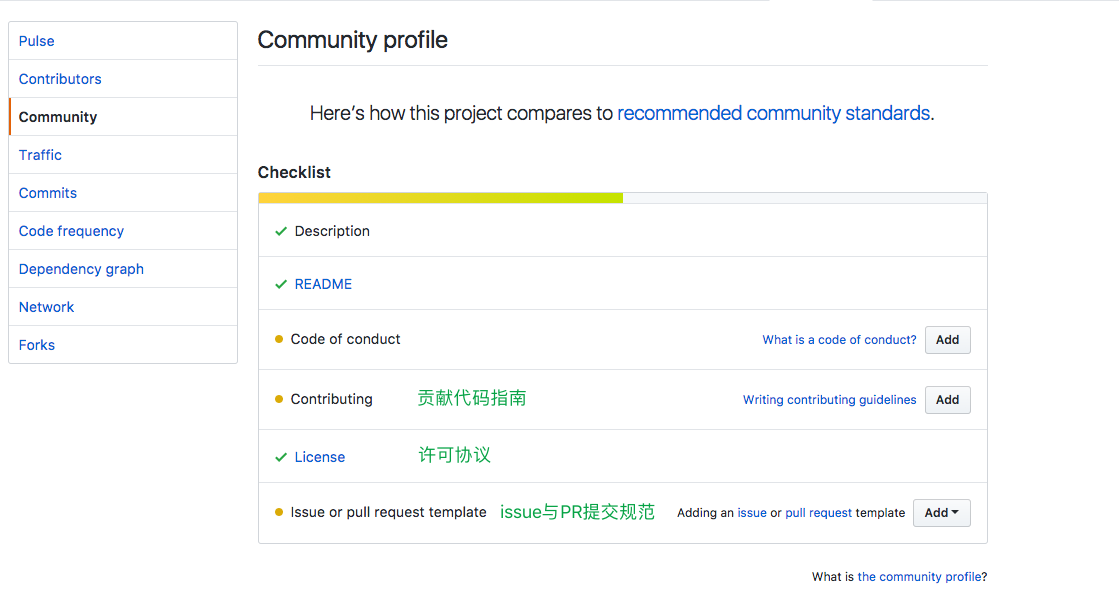 Pulse
Contributors
Community
Traffic
Commits
Code frequency
Dependency graph
Network
Forks
Community profile
Here's how this project compares to recommended community standards.
Checklist
Description
README
Code of conduct What is a code of conduct? Add
Contributing 贡献代码指南 Writing contributing guidelines Add
License 许可协议
Issue or pull request template issue与PR提交规范 Adding an issue or pull request template Add
What is the community profile?